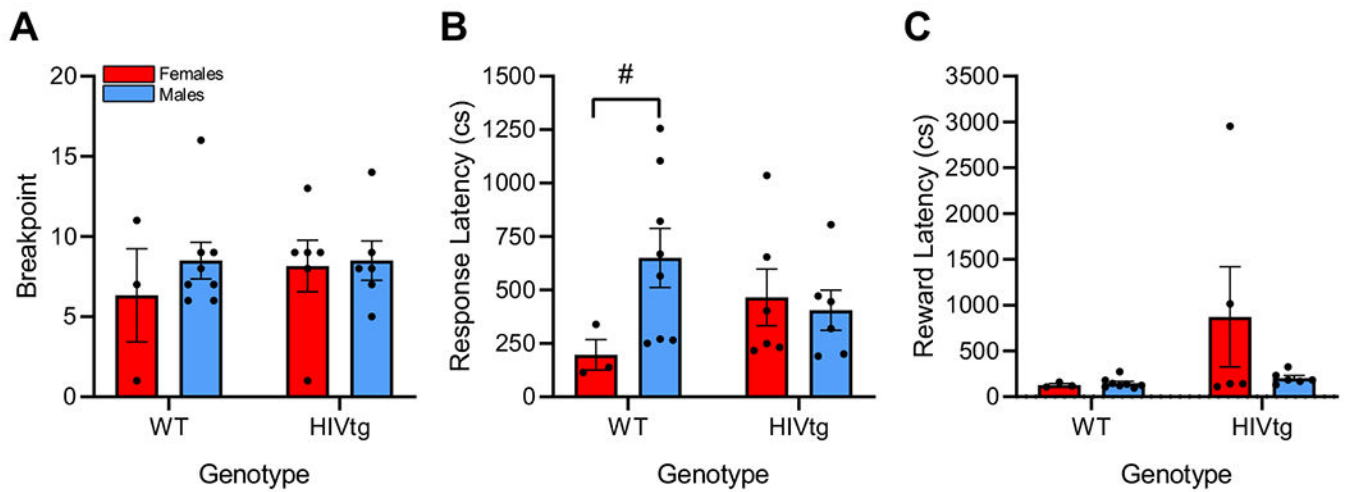 A
Females
Males
20
15
10
5
0
Breakpoint
WT
HIVtg
Genotype
B
#
1500
1250
1000
750
500
250
0
Response Latency (cs)
WT
HIVtg
Genotype
C
3500
3000
2500
2000
1500
1000
500
0
Reward Latency (cs)
WT
HIVtg
Genotype